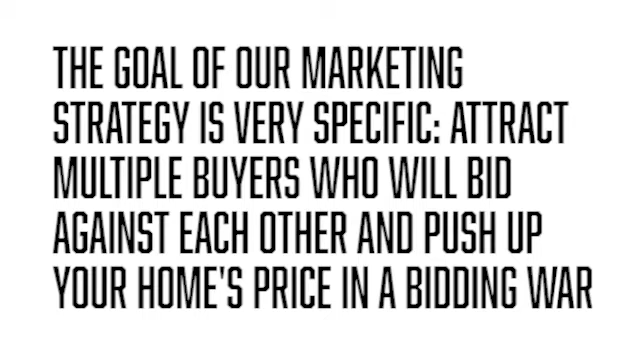 THE GOAL OF OUR MARKETING
STRATEGY IS VERY SPECIFIC: ATTRACT
MULTIPLE BUYERS WHO WILL BID
AGAINST EACH OTHER AND PUSH UP
YOUR HOME'S PRICE IN A BIDDING WAR